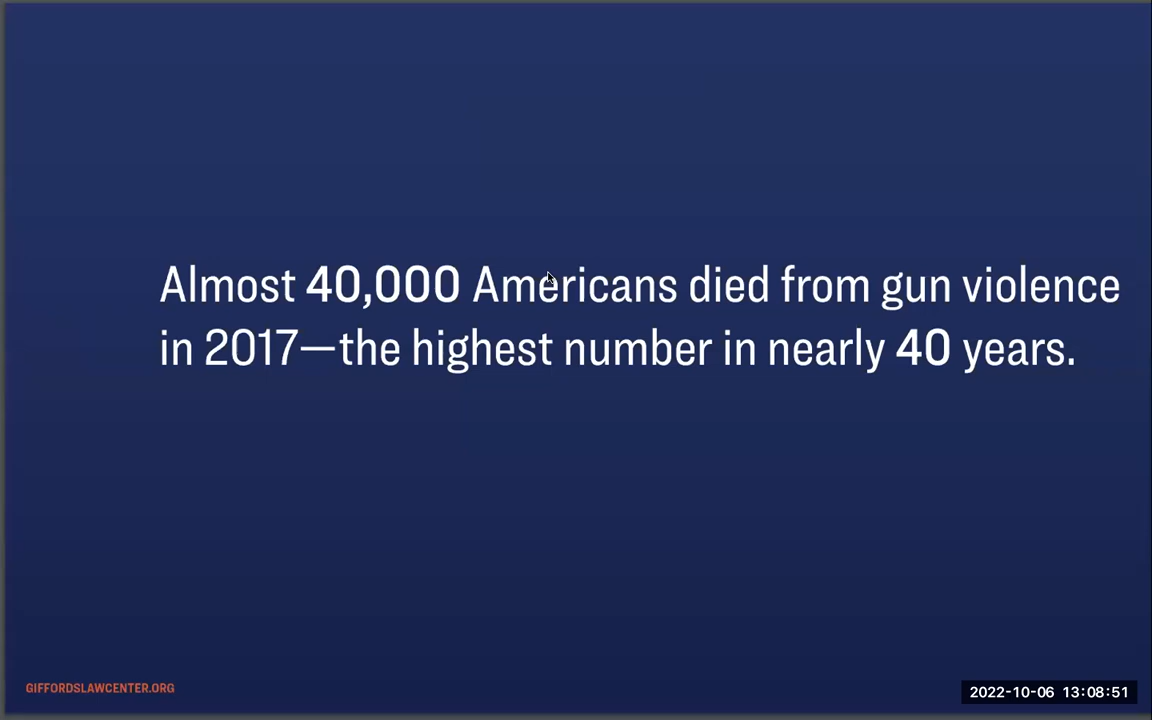 Almost 40,000 Americans died from gun violence
in 2017—the highest number in nearly 40 years.
GIFFORDSLAWCENTER.ORG
2022-10-06 13:08:51